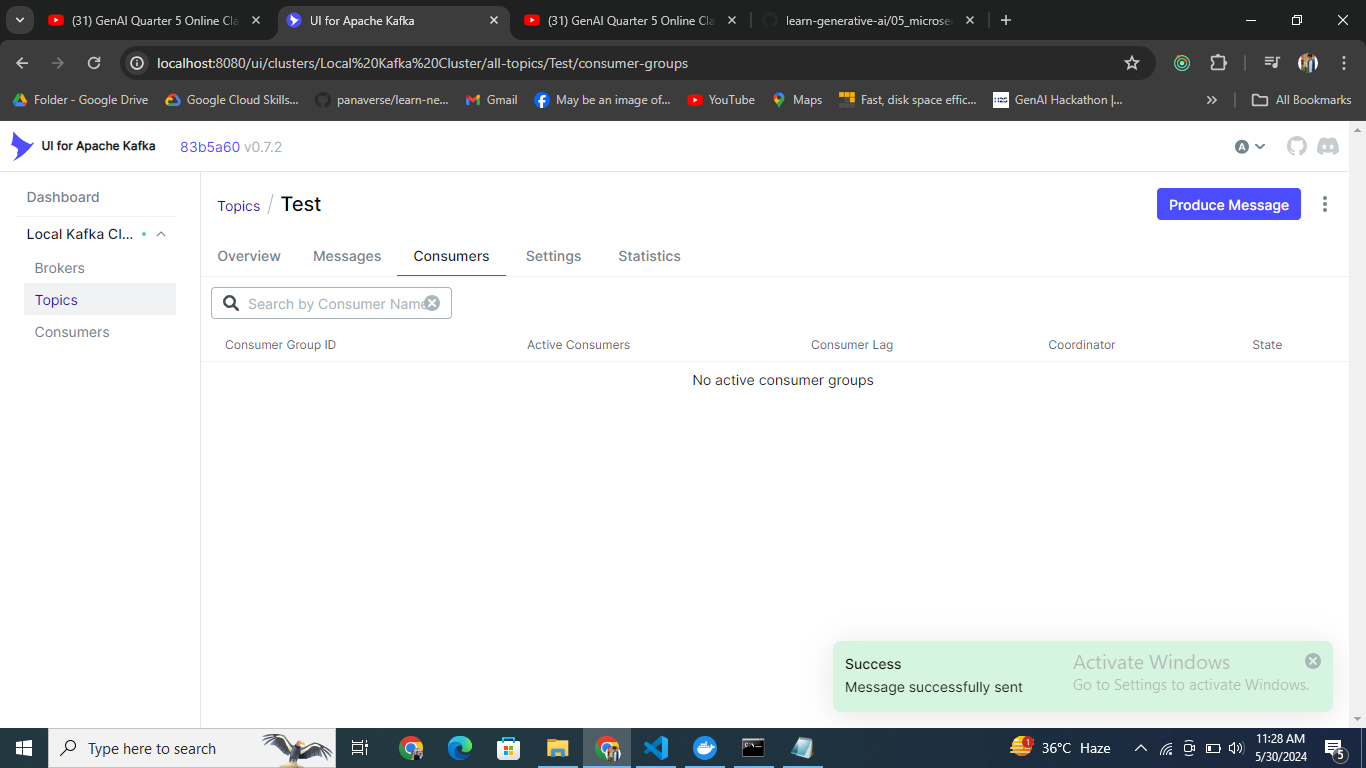 (31) GenAI Quarter 5 Online Cla
UI for Apache Kafka
(31) GenAI Quarter 5 Online Cla
learn-generative-ai/05_microse
localhost:8080/ui/clusters/Local%20Kafka%20Cluster/all-topics/Test/consumer-groups
Folder - Google Drive
Google Cloud Skills...
panaverse/learn-ne...
Gmail
May be an image of...
YouTube
Maps
Fast, disk space effic...
GenAI Hackathon |...
»
All Bookmarks
UI for Apache Kafka
83b5a60 v0.7.2
A
Dashboard
Local Kafka Cl...
Brokers
Topics
Consumers
Topics / Test
Produce Message
Overview
Messages
Consumers
Settings
Statistics
Search by Consumer Name
Consumer Group ID
Active Consumers
Consumer Lag
Coordinator
State
No active consumer groups
Success
Message successfully sent
Activate Windows
Go to Settings to activate Windows.
Type here to search
1
36°C Haze
11:28 AM
5/30/2024
5